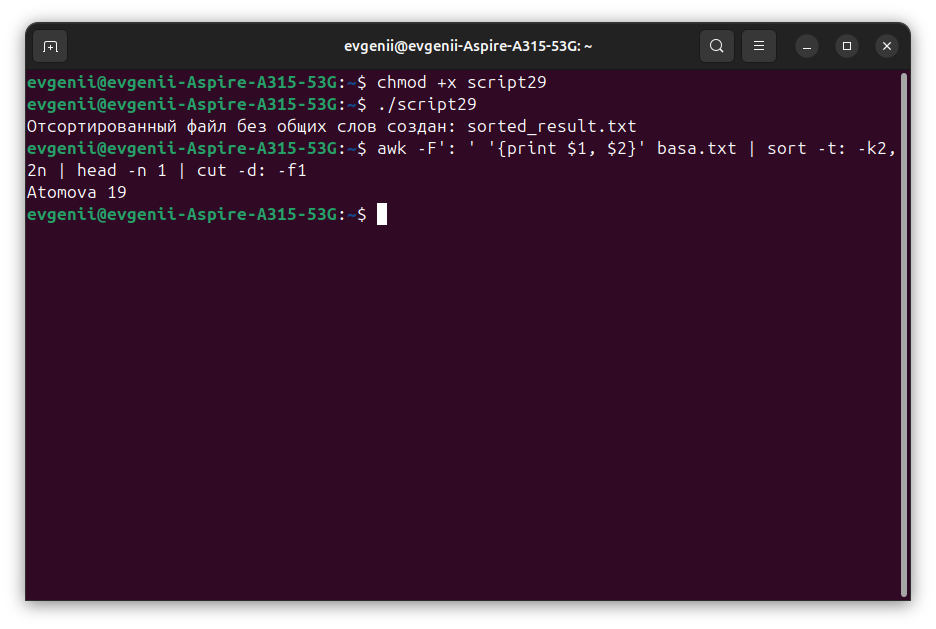 evgenii@evgenii-Aspire-A315-53G: ~
evgenii@evgenii-Aspire-A315-53G:~$ chmod +x script29
evgenii@evgenii-Aspire-A315-53G:~$ ./script29
Отсортированный файл без общих слов создан: sorted_result.txt
evgenii@evgenii-Aspire-A315-53G:~$ awk -F': ' '{print $1, $2}' basa.txt | sort -t: -k2,
2n | head -n 1 | cut -d: -f1
Atomova 19
evgenii@evgenii-Aspire-A315-53G:~$